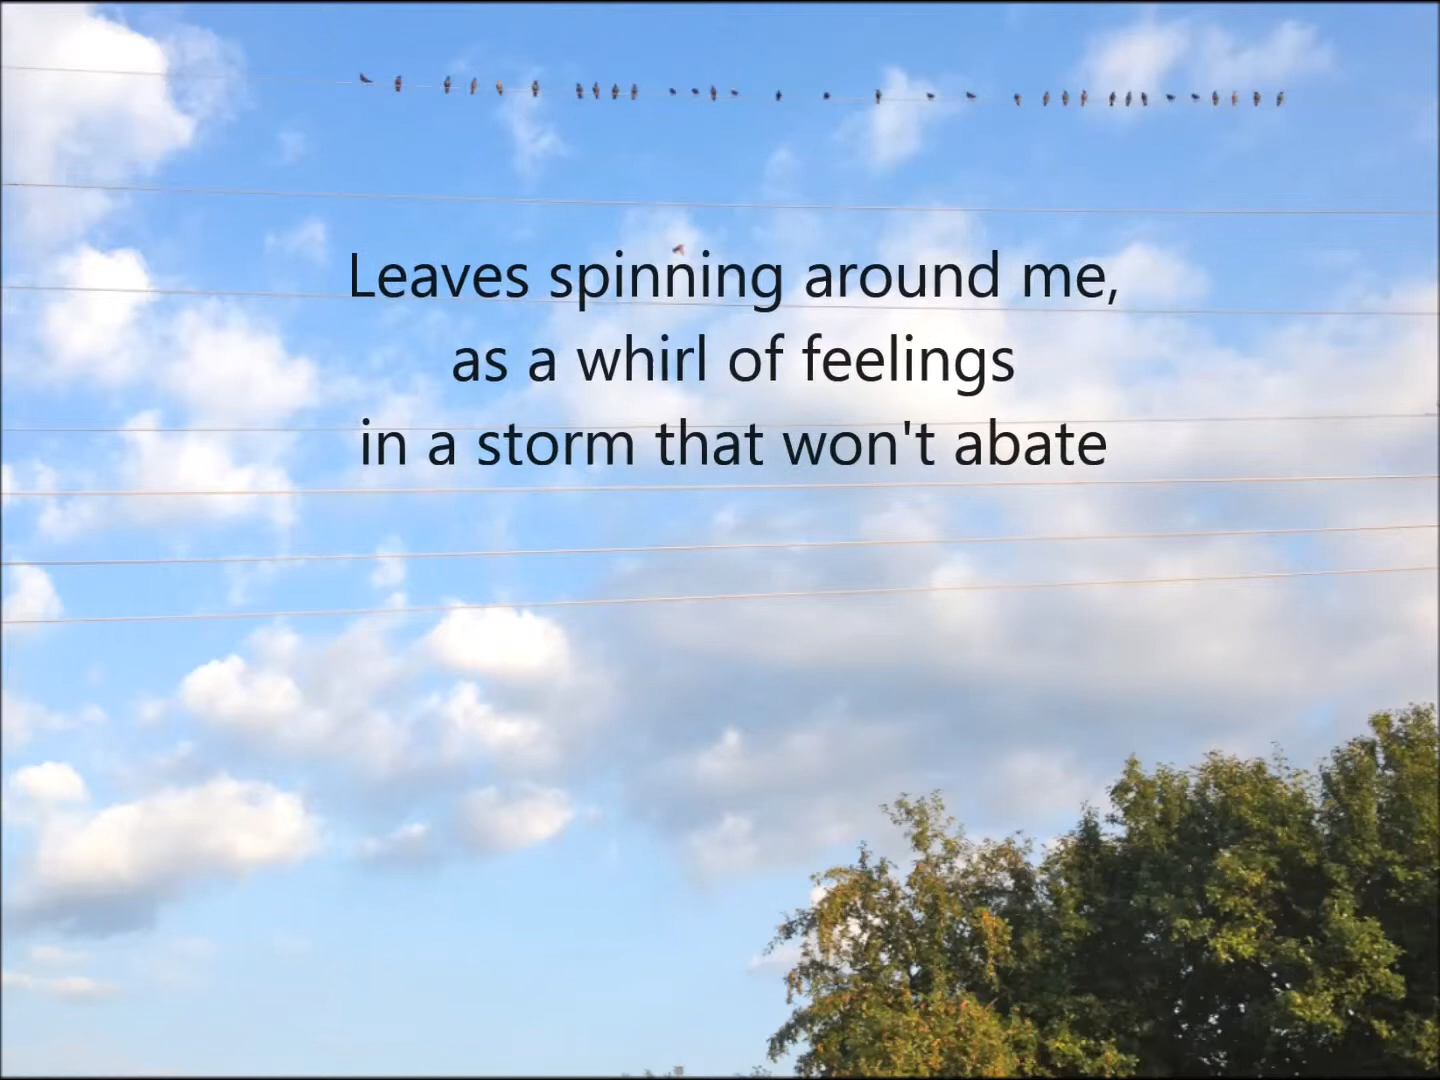 Leaves spinning around me,
as a whirl of feelings
in a storm that won't abate